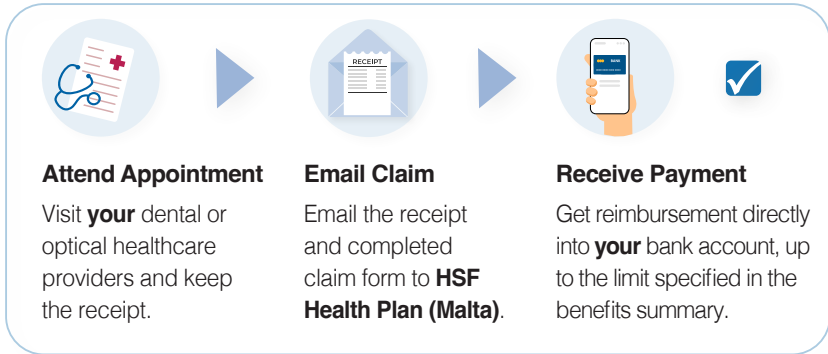 RECEIPT
Attend Appointment
Visit your dental or
optical healthcare
providers and keep
the receipt.
Email Claim
Email the receipt
and completed
claim form to HSF
Health Plan (Malta).
Receive Payment
Get reimbursement directly
into your bank account, up
to the limit specified in the
benefits summary.